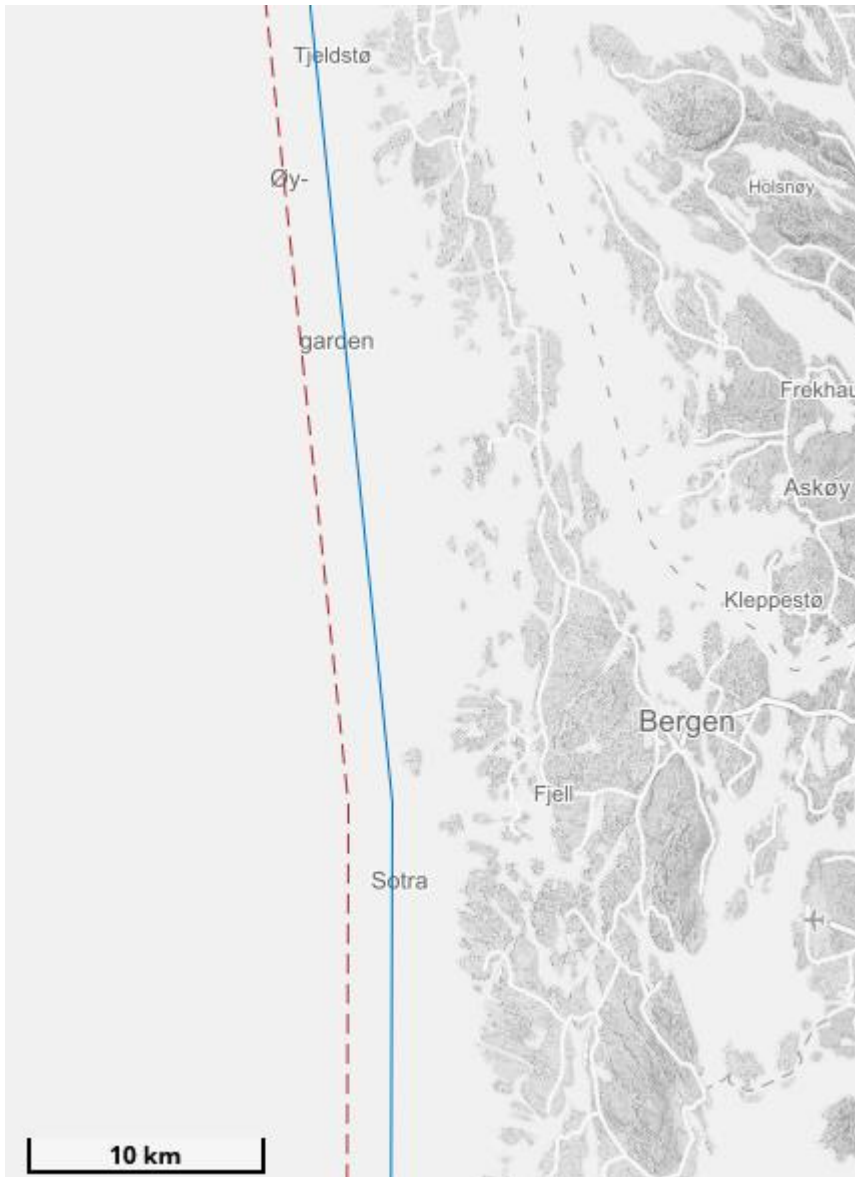 Tjeldstø
Øy-
Holsnøy
garden
Frekhau
Askøy
Kleppestø
Bergen
Fjell
Sotra
10 km